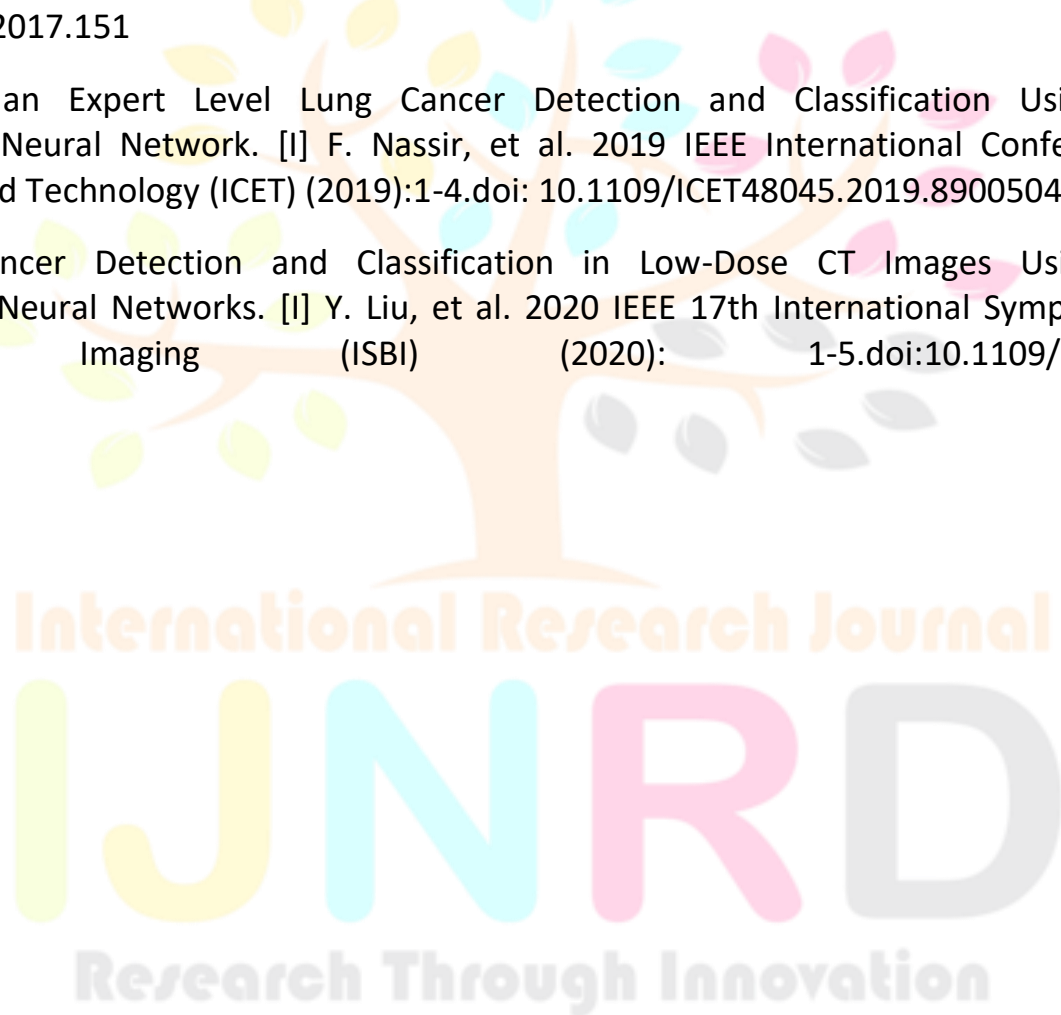 2017.151
an Expert Level Lung Cancer Detection and Classification Usi
Neural Network. [I] F. Nassir, et al. 2019 IEEE International Confe
d Technology (ICET) (2019):1-4.doi: 10.1109/ICET48045.2019.8900504
ncer Detection and Classification in Low-Dose CT Images Usi
Neural Networks. [I] Y. Liu, et al. 2020 IEEE 17th International Symp
Imaging (ISBI) (2020): 1-5.doi:10.1109/
International Research Journal
IJNRD
Research Through Innovation